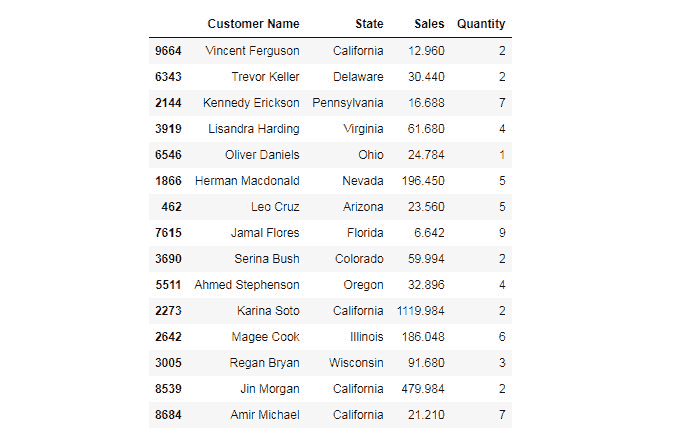 Customer Name State Sales Quantity
9664 Vincent Ferguson California 12.960 2
6343 Trevor Keller Delaware 30.440 2
2144 Kennedy Erickson Pennsylvania 16.688 7
3919 Lisandra Harding Virginia 61.680 4
6546 Oliver Daniels Ohio 24.784 1
1866 Herman Macdonald Nevada 196.450 5
462 Leo Cruz Arizona 23.560 5
7615 Jamal Flores Florida 6.642 9
3690 Serina Bush Colorado 59.994 2
5511 Ahmed Stephenson Oregon 32.896 4
2273 Karina Soto California 1119.984 2
2642 Magee Cook Illinois 186.048 6
3005 Regan Bryan Wisconsin 91.680 3
8539 Jin Morgan California 479.984 2
8684 Amir Michael California 21.210 7